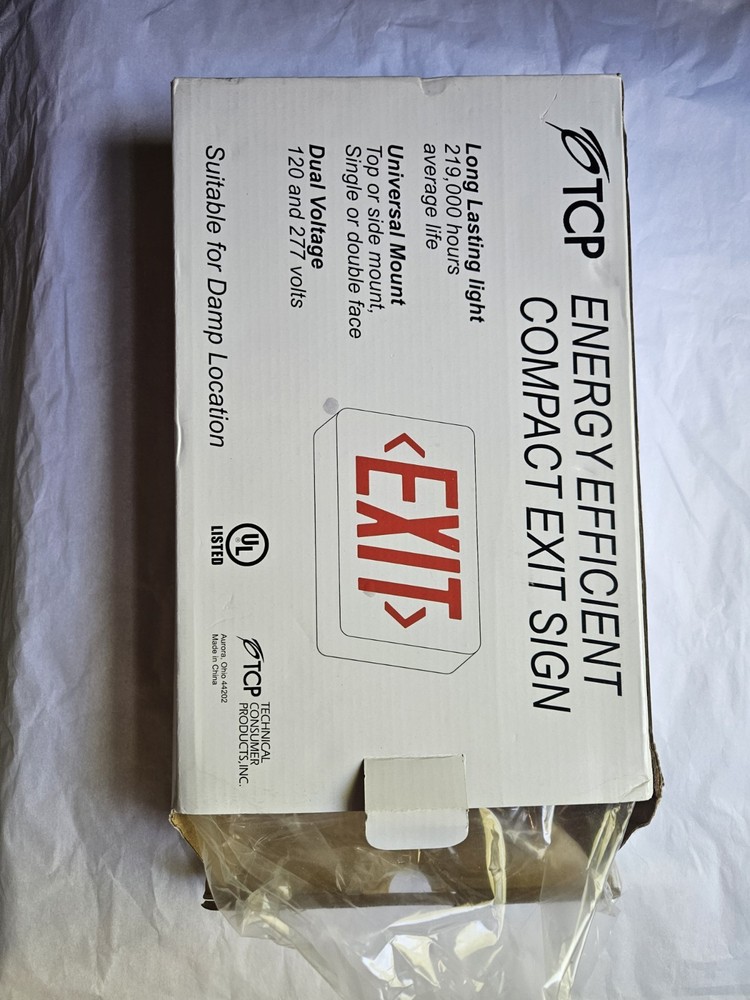 TCP ENERGY EFFICIENT
COMPACT EXIT SIGN
Long Lasting light
219,000 hours
average life
Universal Mount
Top or side mount,
Single or double face
Dual Voltage
120 and 277 volts
Suitable for Damp Location
<EXIT>
UL
LISTED
TCP TECHNICAL
CONSUMER
PRODUCTS, INC.
Aurora, Ohio 44202
Made in China